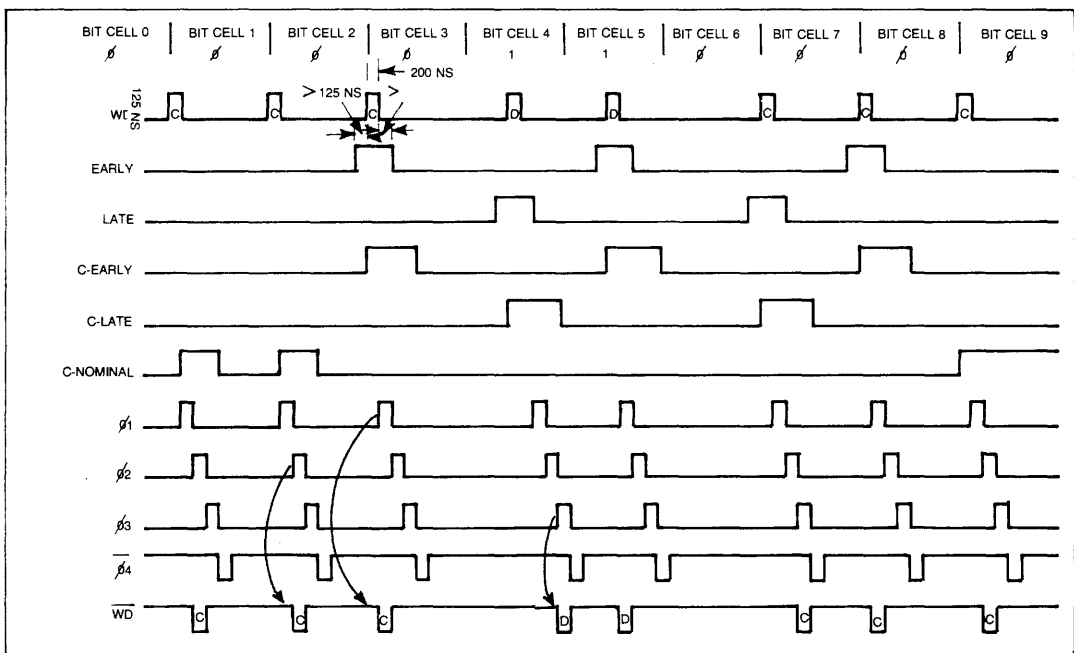 BIT CELL 0 BIT CELL 1 BIT CELL 2 BIT CELL 3 BIT CELL 4 BIT CELL 5 BIT CELL 6 BIT CELL 7 BIT CELL 8 BIT CELL 9
Ø Ø Ø Ø 1 1 Ø Ø Ø Ø
200 NS
> 125 NS >
125 NS
WD C C C D D C C C
EARLY
LATE
C-EARLY
C-LATE
C-NOMINAL
Ø1
Ø2
Ø3
Ø4
WD C C C D D C C C